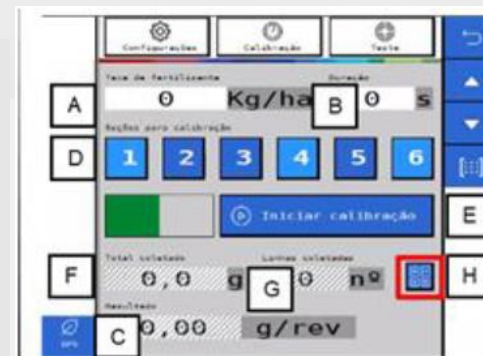 Configurações Calibração Teste
Taxa de Fertilizante Duração
A 0 Kg/ha B 0 s
Seções para calibração
D 1 2 3 4 5 6
Iniciar calibração E
Total coletado Linhas coletadas
F 0,0 g G 0 nº H
Resultado
GPS C 0,00 g/rev